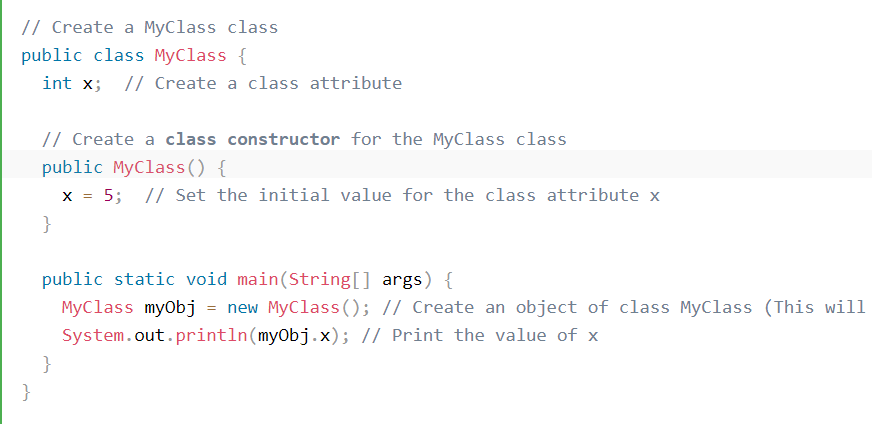 // Create a MyClass class
public class MyClass {
  int x;  // Create a class attribute
  // Create a class constructor for the MyClass class
  public MyClass() {
    x = 5;  // Set the initial value for the class attribute x
  }
  public static void main(String[] args) {
    MyClass myObj = new MyClass(); // Create an object of class MyClass (This will
    System.out.println(myObj.x); // Print the value of x
  }
}